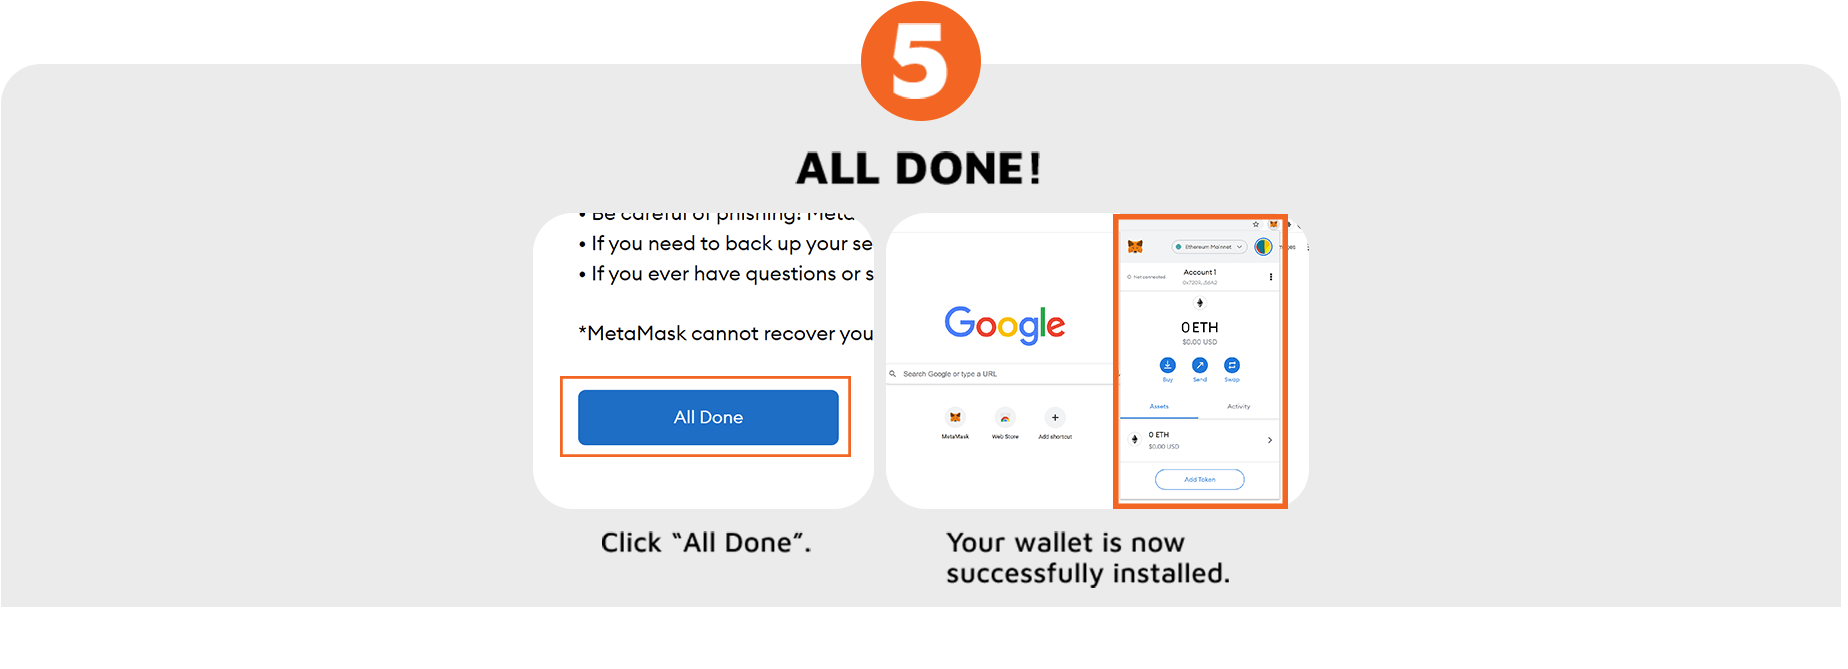 5
ALL DONE!
• Be careful of phishing! Meta
• If you need to back up your se
• If you ever have questions or s
*MetaMask cannot recover you
All Done
Click “All Done”.
Google
Search Google or type a URL
MetaMask
Web Store
Add shortcut
Ethereum Mainnet
Not connected
Account 1
0 ETH
$0.00 USD
Buy
Send
Swap
Assets
Activity
0 ETH
$0.00 USD
Add Token
Your wallet is now
successfully installed.